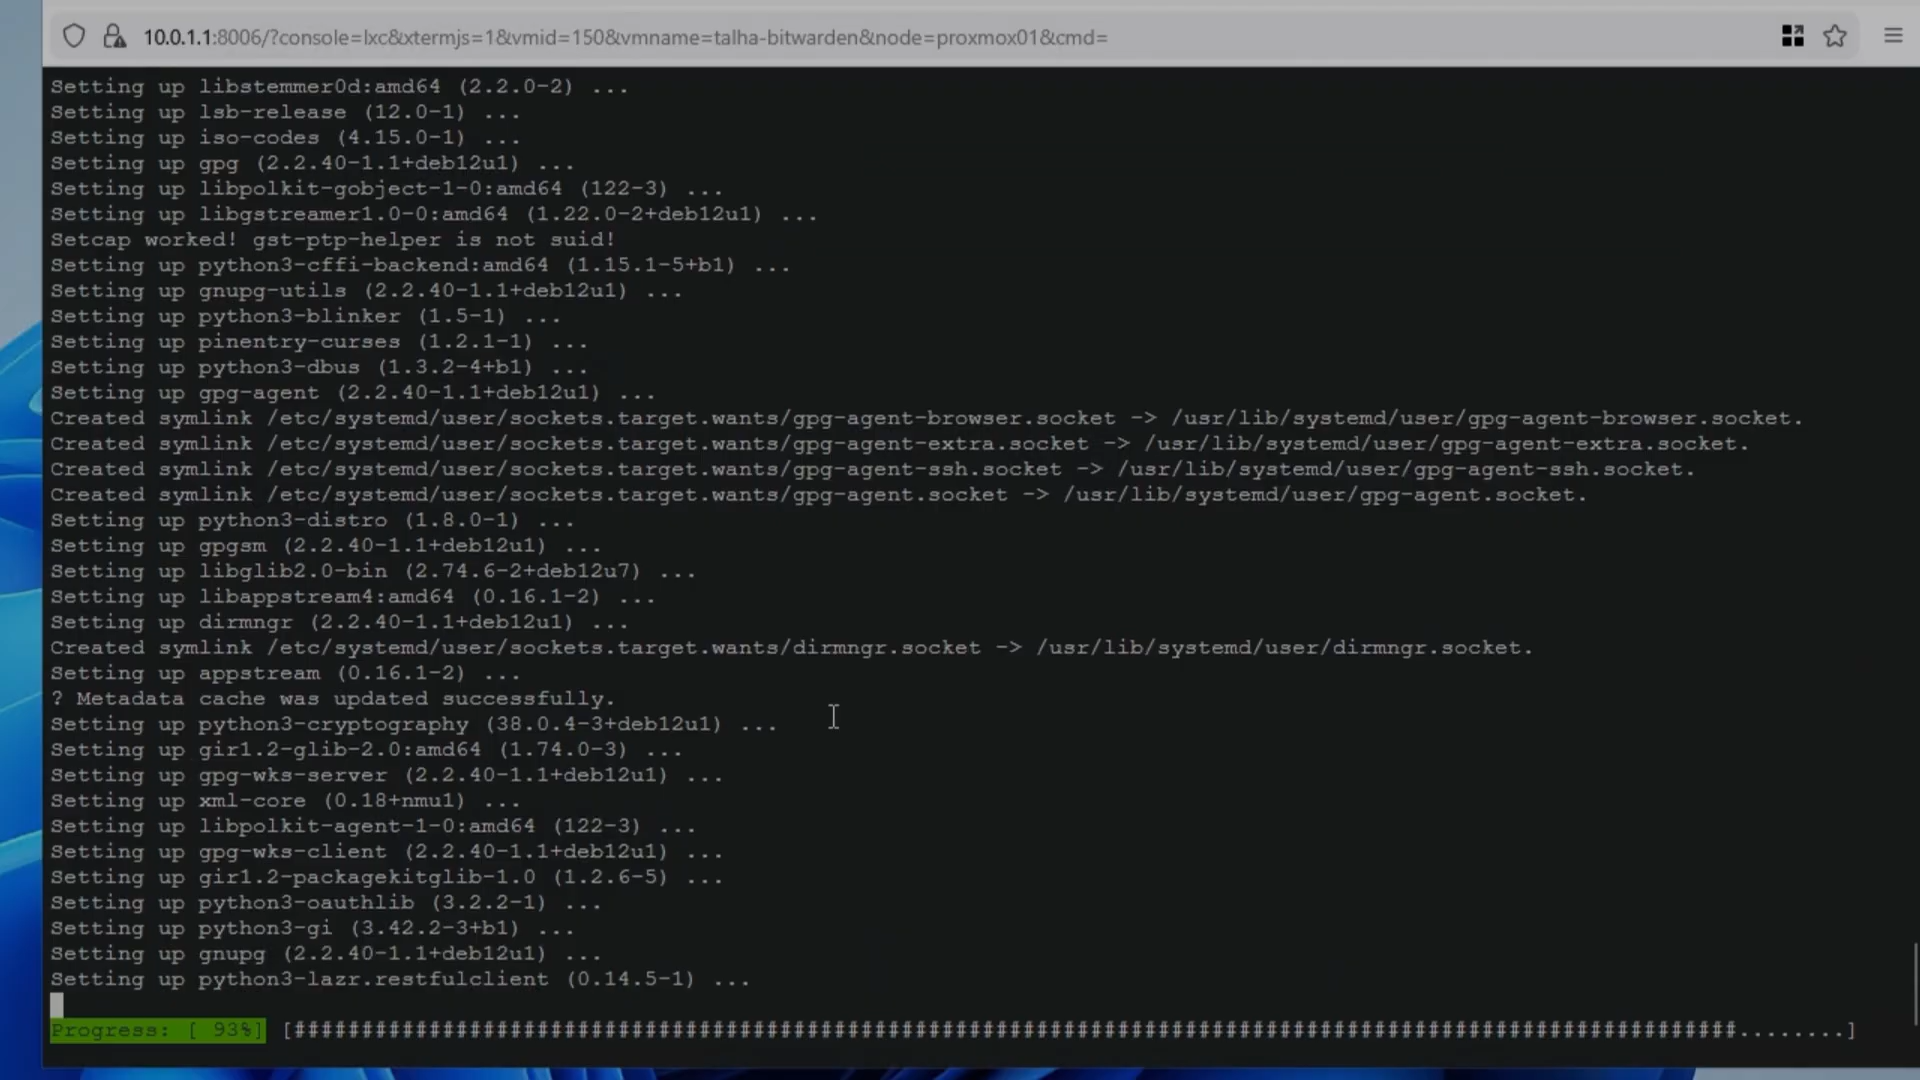 10.0.1.1:8006/?console=lxc&xtermjs=1&vmid=150&vmname=talha-bitwarden&node=proxmox01&cmd=
Setting up libstemmer0d:amd64 (2.2.0-2) ...
Setting up lsb-release (12.0-1) ...
Setting up iso-codes (4.15.0-1) ...
Setting up gpg (2.2.40-1.1+deb12u1) ...
Setting up libpolkit-gobject-1-0:amd64 (122-3) ...
Setting up libgstreamer1.0-0:amd64 (1.22.0-2+deb12u1) ...
Setcap worked! gst-ptp-helper is not suid!
Setting up python3-cffi-backend:amd64 (1.15.1-5+b1) ...
Setting up gnupg-utils (2.2.40-1.1+deb12u1) ...
Setting up python3-blinker (1.5-1) ...
Setting up pinentry-curses (1.2.1-1) ...
Setting up python3-dbus (1.3.2-4+b1) ...
Setting up gpg-agent (2.2.40-1.1+deb12u1) ...
Created symlink /etc/systemd/user/sockets.target.wants/gpg-agent-browser.socket -> /usr/lib/systemd/user/gpg-agent-browser.socket.
Created symlink /etc/systemd/user/sockets.target.wants/gpg-agent-extra.socket -> /usr/lib/systemd/user/gpg-agent-extra.socket.
Created symlink /etc/systemd/user/sockets.target.wants/gpg-agent-ssh.socket -> /usr/lib/systemd/user/gpg-agent-ssh.socket.
Created symlink /etc/systemd/user/sockets.target.wants/gpg-agent.socket -> /usr/lib/systemd/user/gpg-agent.socket.
Setting up python3-distro (1.8.0-1) ...
Setting up gpgsm (2.2.40-1.1+deb12u1) ...
Setting up libglib2.0-bin (2.74.6-2+deb12u7) ...
Setting up libappstream4:amd64 (0.16.1-2) ...
Setting up dirmngr (2.2.40-1.1+deb12u1) ...
Created symlink /etc/systemd/user/sockets.target.wants/dirmngr.socket -> /usr/lib/systemd/user/dirmngr.socket.
Setting up appstream (0.16.1-2) ...
? Metadata cache was updated successfully.
Setting up python3-cryptography (38.0.4-3+deb12u1) ...
Setting up gir1.2-glib-2.0:amd64 (1.74.0-3) ...
Setting up gpg-wks-server (2.2.40-1.1+deb12u1) ...
Setting up xml-core (0.18+nmu1) ...
Setting up libpolkit-agent-1-0:amd64 (122-3) ...
Setting up gpg-wks-client (2.2.40-1.1+deb12u1) ...
Setting up gir1.2-packagekitglib-1.0 (1.2.6-5) ...
Setting up python3-oauthlib (3.2.2-1) ...
Setting up python3-gi (3.42.2-3+b1) ...
Setting up gnupg (2.2.40-1.1+deb12u1) ...
Setting up python3-lazr.restfulclient (0.14.5-1) ...
Progress: [ 93%] [###########################################################################################################........]